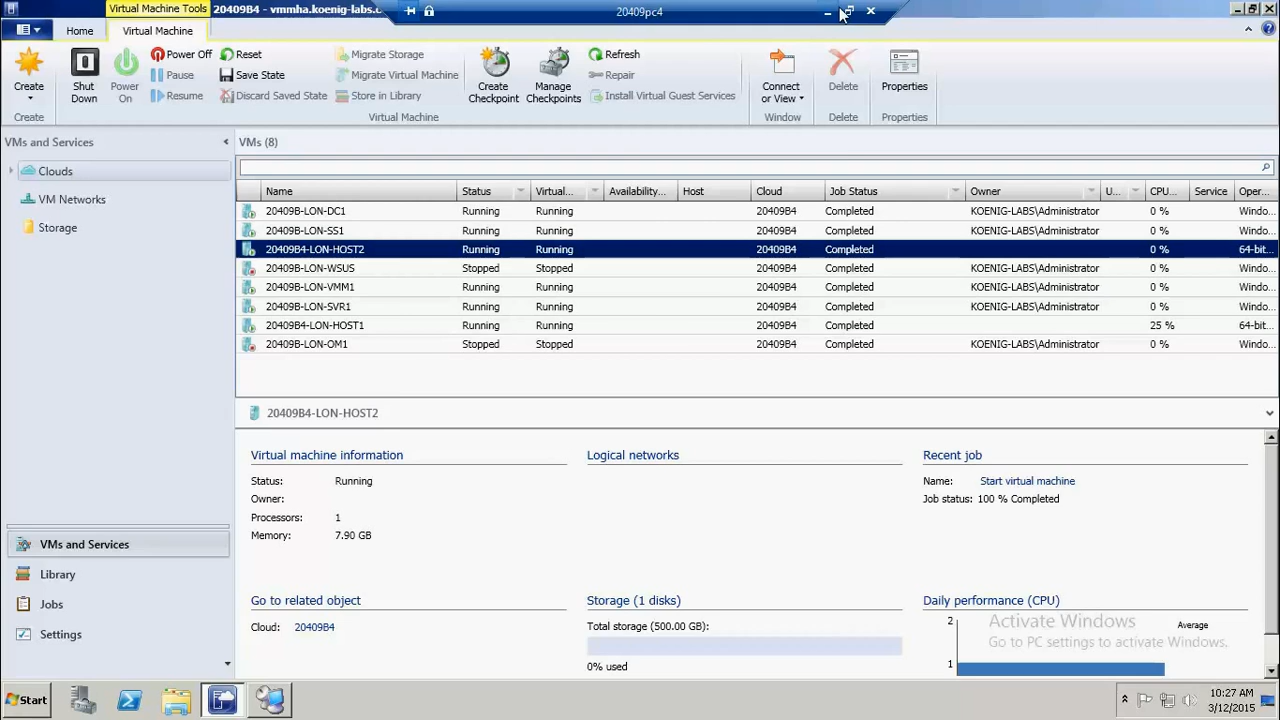 Virtual Machine Tools
20409B4 - vmmha.koenig-labs.c
20409pc4
Home
Virtual Machine
Create
Shut Down
Power On
Power Off
Pause
Resume
Reset
Save State
Discard Saved State
Migrate Storage
Migrate Virtual Machine
Store in Library
Create Checkpoint
Manage Checkpoints
Refresh
Repair
Install Virtual Guest Services
Connect or View
Delete
Properties
Create
Virtual Machine
Window
Delete
Properties
VMs and Services
Clouds
VM Networks
Storage
VMs and Services
Library
Jobs
Settings
VMs (8)
Name Status Virtual... Availability... Host Cloud Job Status Owner U... CPU... Service Oper...
20409B-LON-DC1 Running Running 20409B4 Completed KOENIG-LABS\Administrator 0 % Windo...
20409B-LON-SS1 Running Running 20409B4 Completed KOENIG-LABS\Administrator 0 % Windo...
20409B4-LON-HOST2 Running Running 20409B4 Completed 0 % 64-bit...
20409B-LON-WSUS Stopped Stopped 20409B4 Completed KOENIG-LABS\Administrator 0 % Windo...
20409B-LON-VMM1 Running Running 20409B4 Completed KOENIG-LABS\Administrator 0 % Windo...
20409B-LON-SVR1 Running Running 20409B4 Completed KOENIG-LABS\Administrator 0 % Windo...
20409B4-LON-HOST1 Running Running 20409B4 Completed 25 % 64-bit...
20409B-LON-OM1 Stopped Stopped 20409B4 Completed KOENIG-LABS\Administrator 0 % Windo...
20409B4-LON-HOST2
Virtual machine information
Status: Running
Owner:
Processors: 1
Memory: 7.90 GB
Logical networks
Recent job
Name: Start virtual machine
Job status: 100 % Completed
Go to related object
Cloud: 20409B4
Storage (1 disks)
Total storage (500.00 GB):
0% used
Daily performance (CPU)
2
1
Average
Activate Windows
Go to PC settings to activate Windows.
Start
10:27 AM
3/12/2015